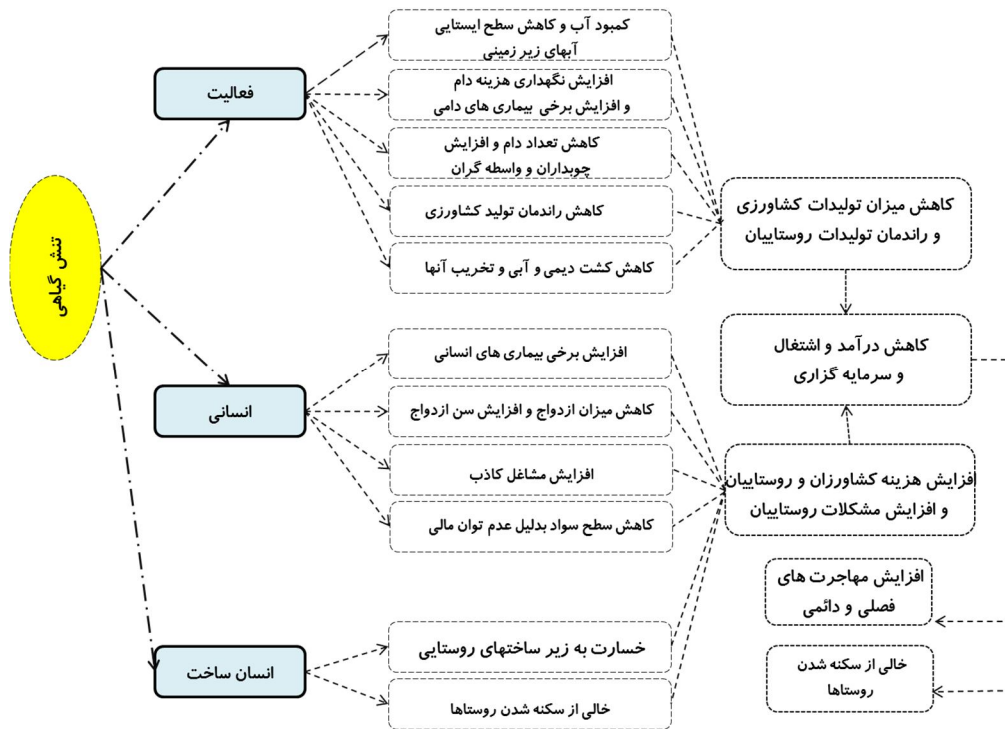 تنش گیاهی
فعالیت
کمبود آب و کاهش سطح ایستایی
آبهای زیر زمینی
افزایش نگهداری هزینه دام
و افزایش برخی بیماری های دامی
کاهش تعداد دام و افزایش
چوبداران و واسطه گران
کاهش راندمان تولید کشاورزی
کاهش کشت دیمی و آبی و تخریب آنها
انسانی
افزایش برخی بیماری های انسانی
کاهش میزان ازدواج و افزایش سن ازدواج
افزایش مشاغل کاذب
کاهش سطح سواد بدلیل عدم توان مالی
انسان ساخت
خسارت به زیر ساختهای روستایی
خالی از سکنه شدن روستاها
کاهش میزان تولیدات کشاورزی
و راندمان تولیدات روستاییان
کاهش درآمد و اشتغال
و سرمایه گزاری
افزایش هزینه کشاورزان و روستاییان
و افزایش مشکلات روستاییان
افزایش مهاجرت های
فصلی و دائمی
خالی از سکنه شدن
روستاها